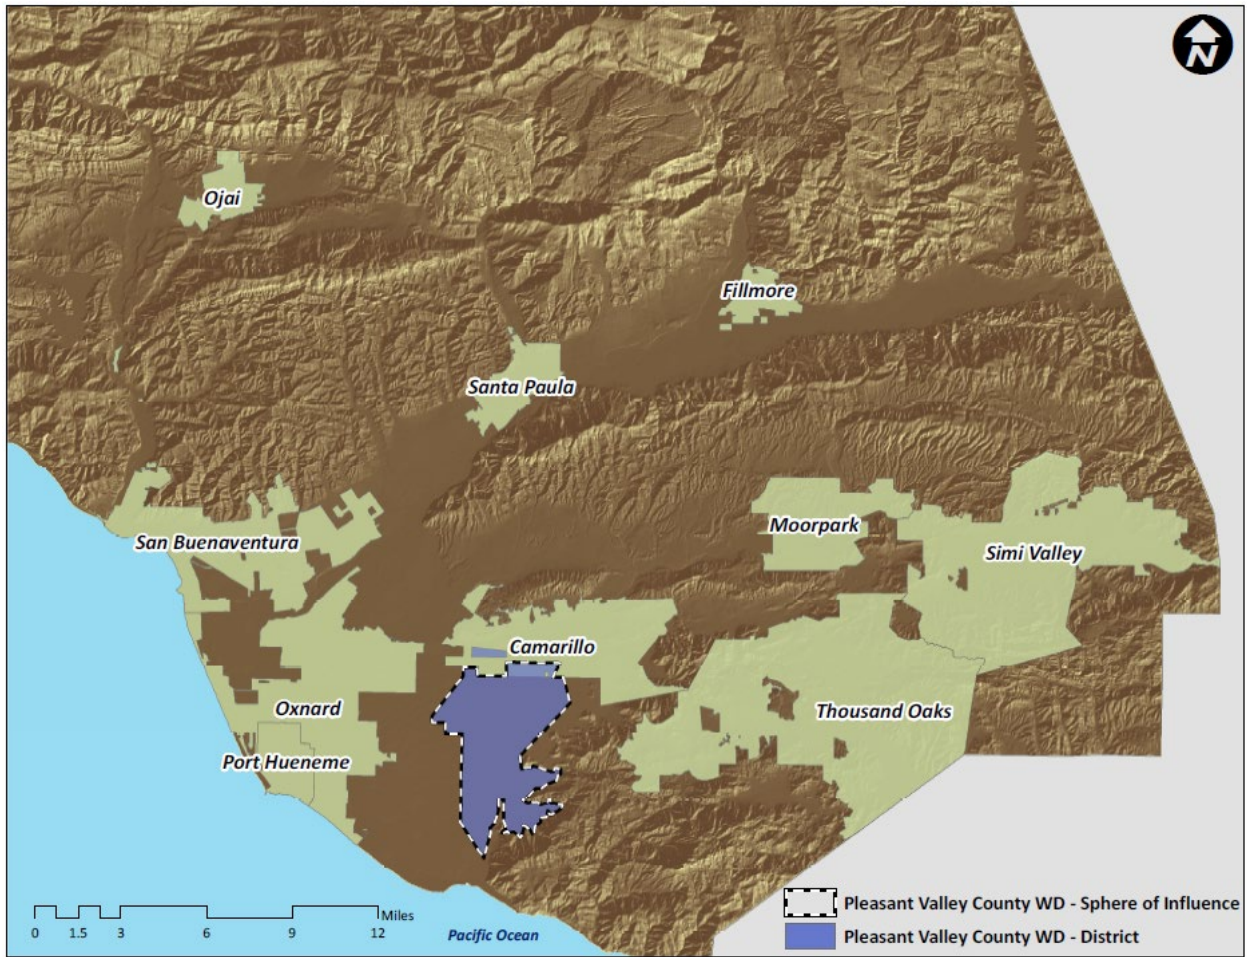 N
Ojai
Fillmore
Santa Paula
Moorpark
San Buenaventura
Simi Valley
Camarillo
Oxnard
Thousand Oaks
Port Hueneme
Pleasant Valley County WD - Sphere of Influence
Miles
0 1.5 3 6 9 12
Pacific Ocean
Pleasant Valley County WD - District